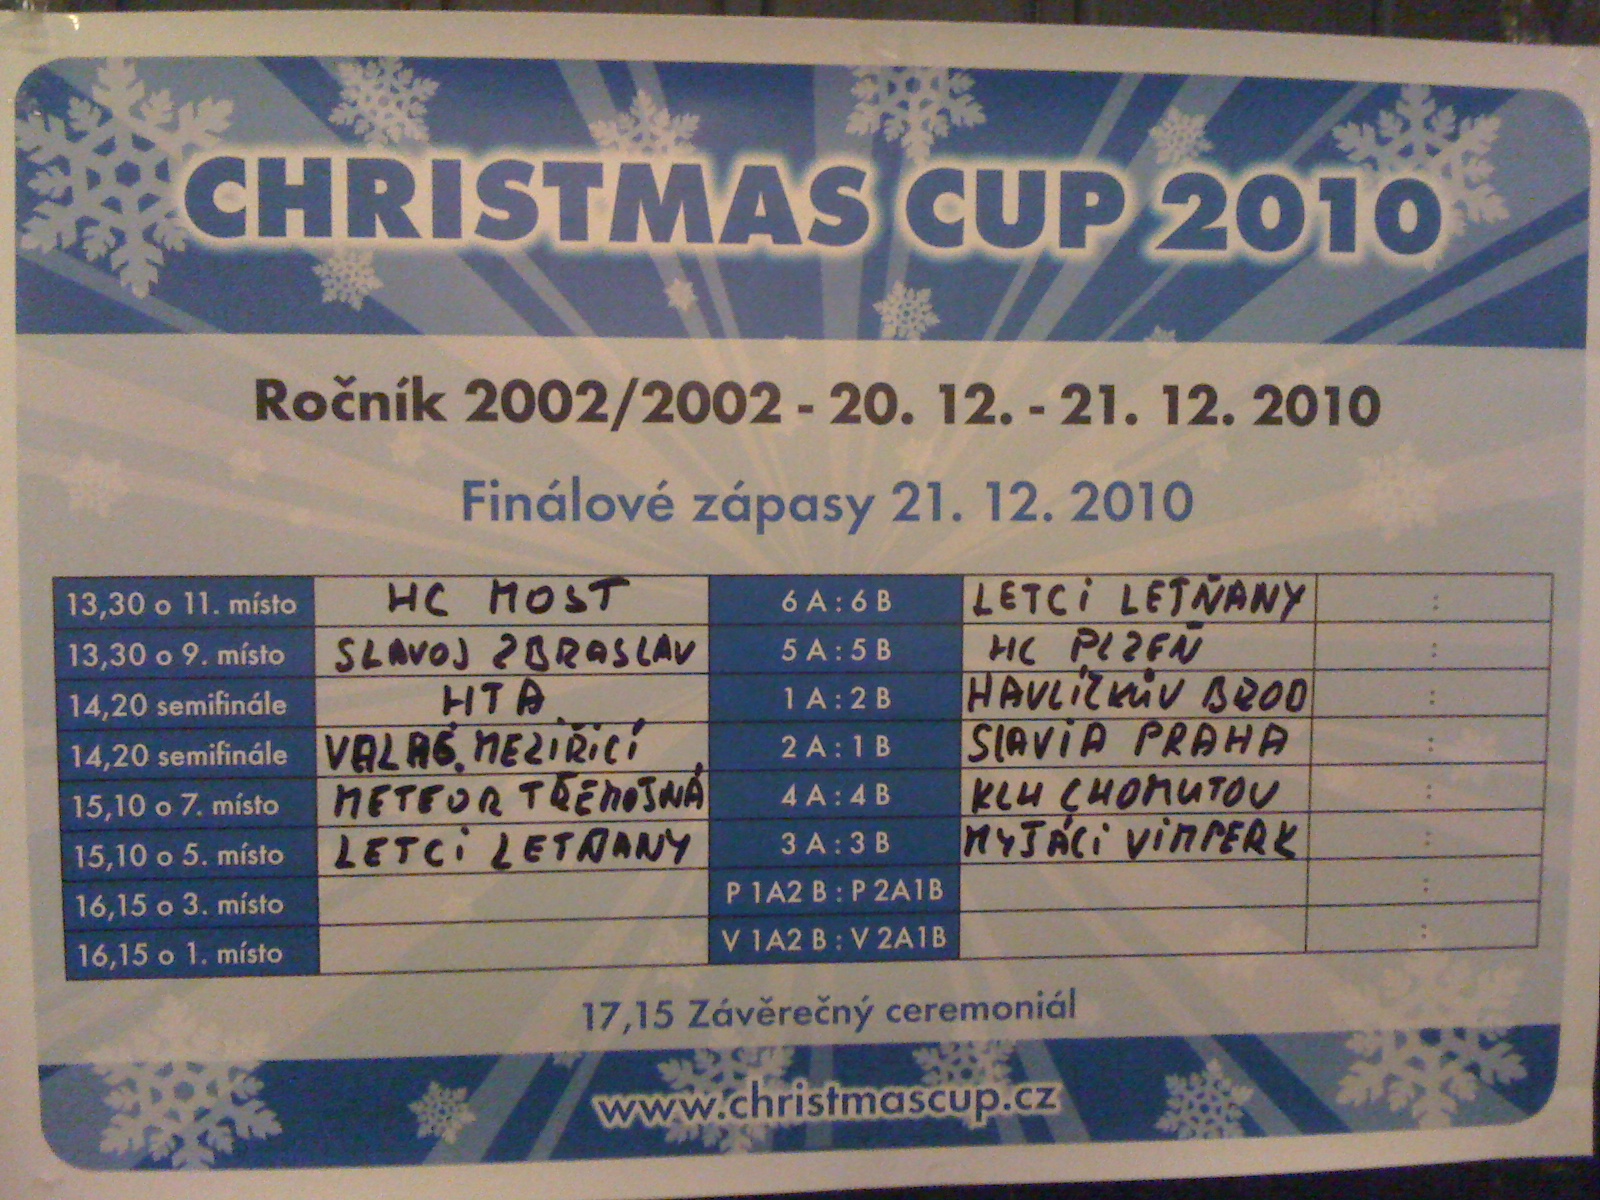 CHRISTMAS CUP 2010
Ročník 2002/2002 - 20. 12. - 21. 12. 2010
Finálové zápasy 21. 12. 2010
13,30 o 11. místo HC MOST 6 A : 6 B LETCI LETŇANY :
13,30 o 9. místo SLAVOJ ZBRASLAV 5 A : 5 B HC PLZEŇ :
14,20 semifinále HTA 1 A : 2 B HAVLÍČKŮV BROD :
14,20 semifinále VALAŠ. MEZIŘÍČÍ 2 A : 1 B SLAVIA PRAHA :
15,10 o 7. místo METEOR TŘEMOŠNÁ 4 A : 4 B KLH CHOMUTOV :
15,10 o 5. místo LETCI LETŇANY 3 A : 3 B MYJÁCI VIMPERK :
16,15 o 3. místo P 1A2 B : P 2A1B :
16,15 o 1. místo V 1A2 B : V 2A1B :
17,15 Závěrečný ceremoniál
www.christmascup.cz